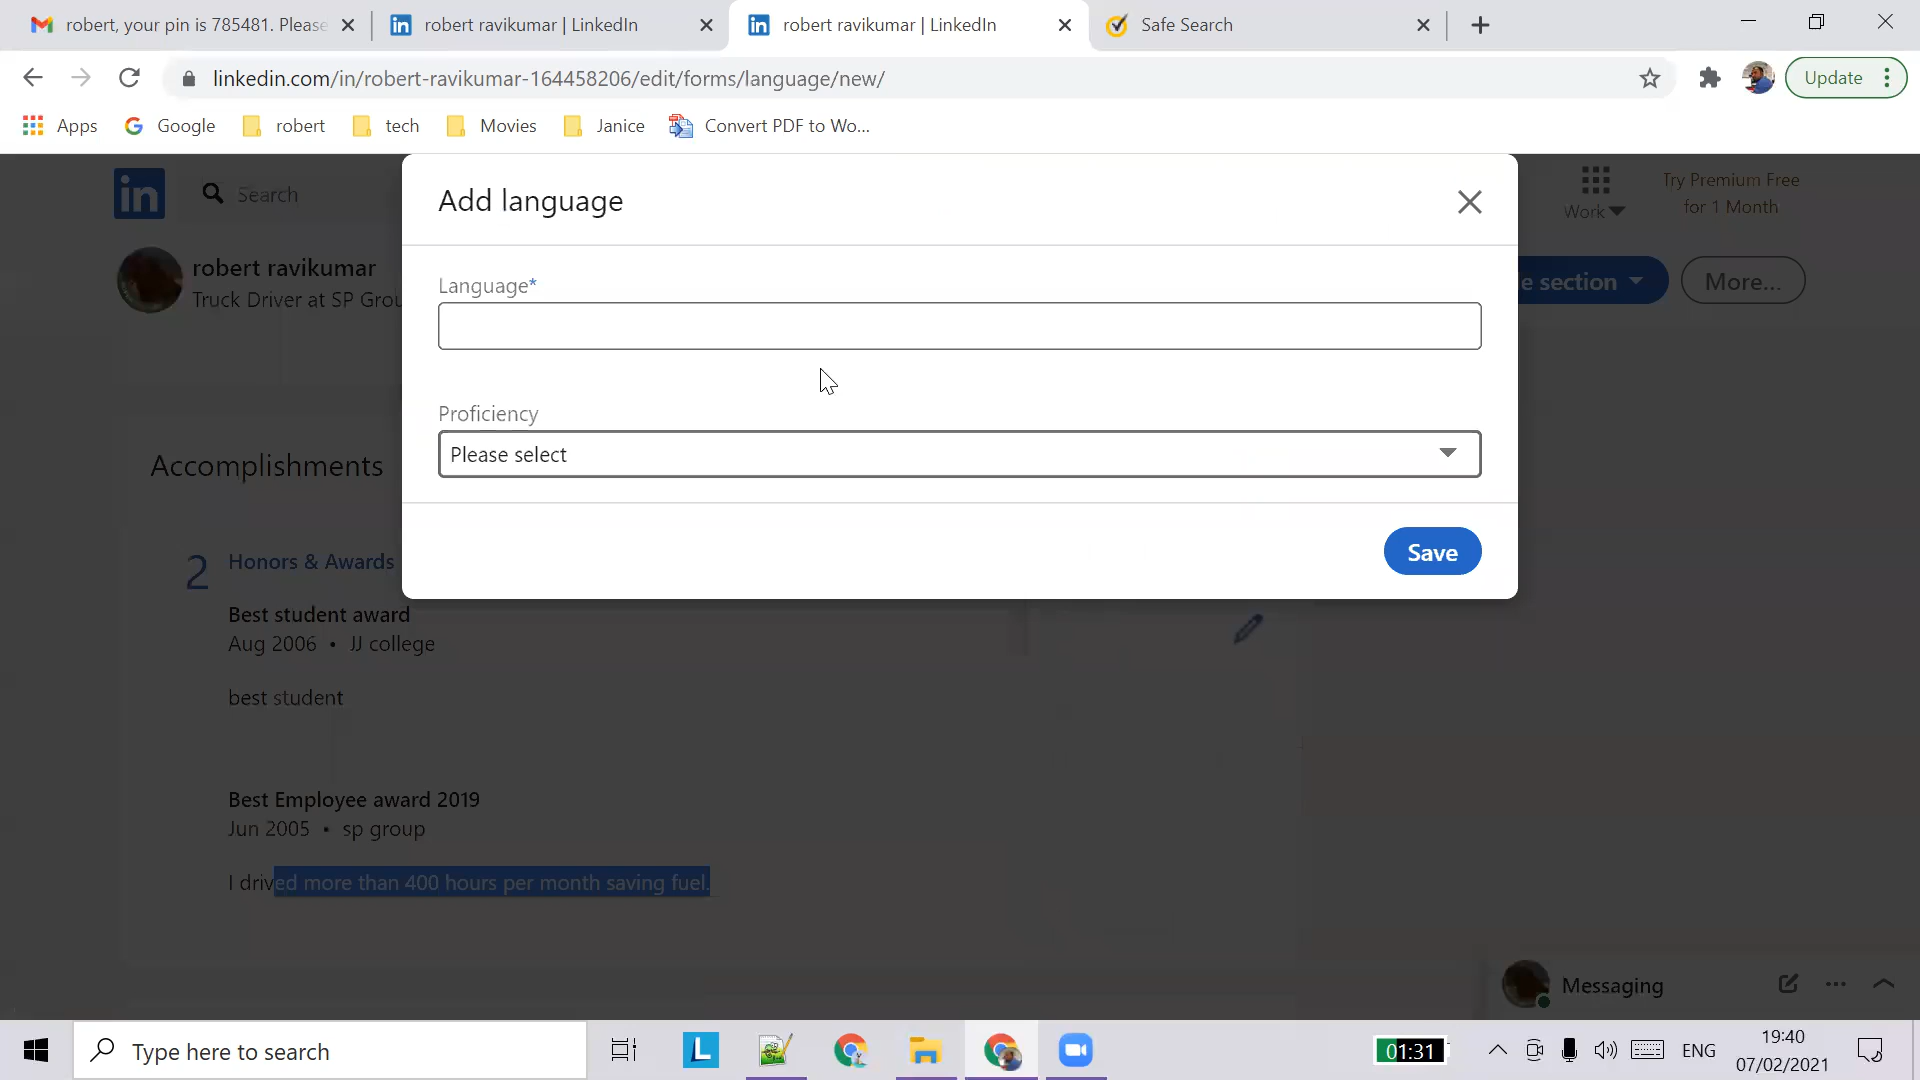 robert, your pin is 785481. Please
robert ravikumar | LinkedIn
robert ravikumar | LinkedIn
Safe Search
linkedin.com/in/robert-ravikumar-164458206/edit/forms/language/new/
Update
Apps
Google
robert
tech
Movies
Janice
Convert PDF to Wo...
in
Search
Add language
Work
Try Premium Free
for 1 Month
robert ravikumar
Truck Driver at SP Grou
e section
More...
Language*
Proficiency
Please select
Accomplishments
Save
2
Honors & Awards
Best student award
Aug 2006 • JJ college
best student
Best Employee award 2019
Jun 2005 • sp group
I drived more than 400 hours per month saving fuel.
Messaging
Type here to search
L
01:31
ENG
19:40
07/02/2021